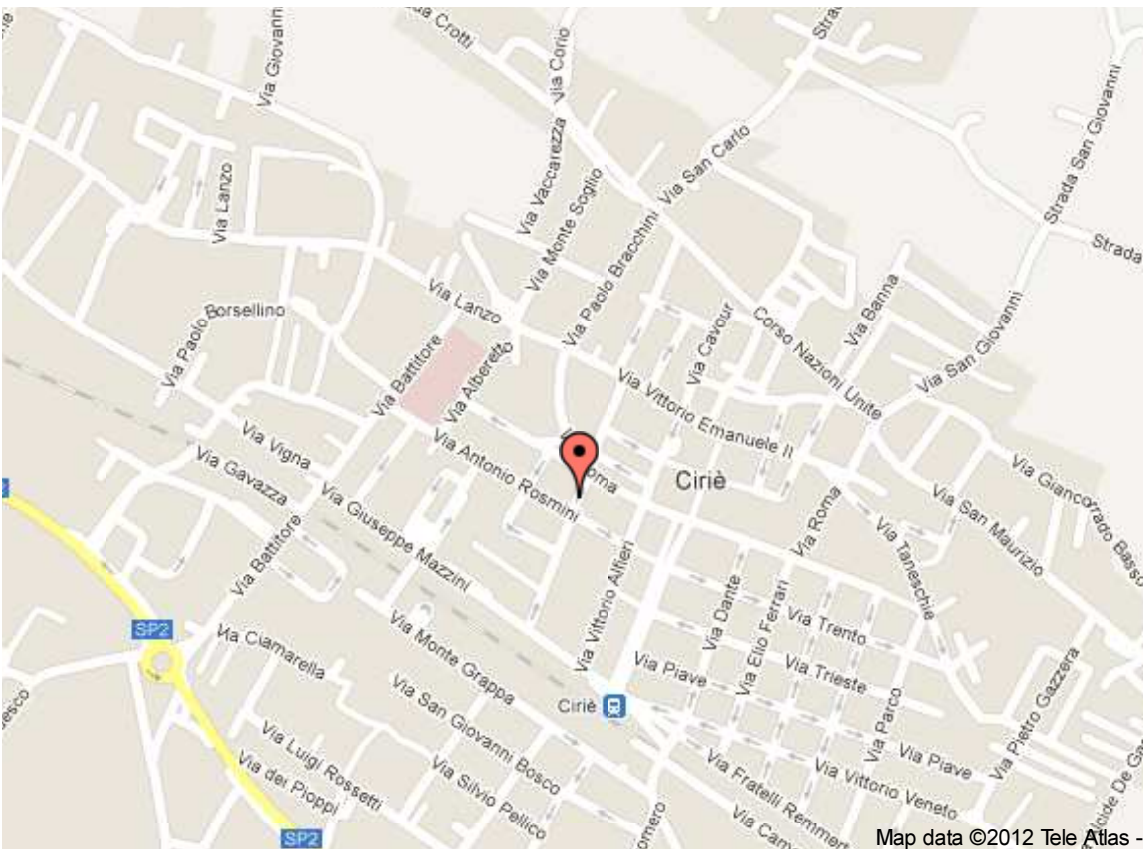 Via Crotti
Via Giovanni
Via Corio
Strada
Strada San Giovanni
Via Vaccarezza
Via San Carlo
Via Lanzo
Via Monte Soglio
Strada
Via Paolo Bracchini
Via Lanzo
Via Paolo
Borsellino
Via Cavour
Via Banna
Corso Nazioni Unite
Via San Giovanni
Via Battitore
Via Alberetto
Via Vittorio Emanuele II
Via Vigna
Via Antonio Rosmini
Roma
Ciriè
Via Giancorrado Basso
Via Gavazza
Via Giuseppe Mazzini
Via Roma
Via San Maurizio
Via Taneschie
Via Battitore
Via Vittorio Alfieri
Via Dante
Via Elio Ferrari
Via Trento
SP2
Via Ciamarella
Via Monte Grappa
Via Piave
Via Trieste
Via Pietro Gazzera
Via San Giovanni Bosco
Ciriè
Via Parco
Via Luigi Rossetti
Via dei Pioppi
Via Silvio Pellico
Via Fratelli Remmert
Via Vittorio Veneto
Via Piave
SP2
Map data ©2012 Tele Atlas -